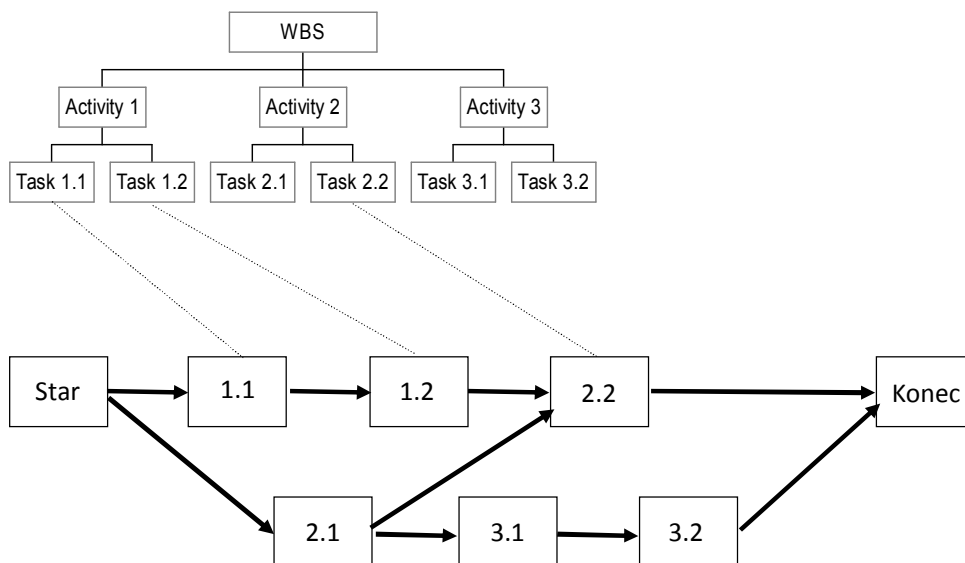 WBS
Activity 1
Activity 2
Activity 3
Task 1.1
Task 1.2
Task 2.1
Task 2.2
Task 3.1
Task 3.2
Star
1.1
1.2
2.2
Konec
2.1
3.1
3.2